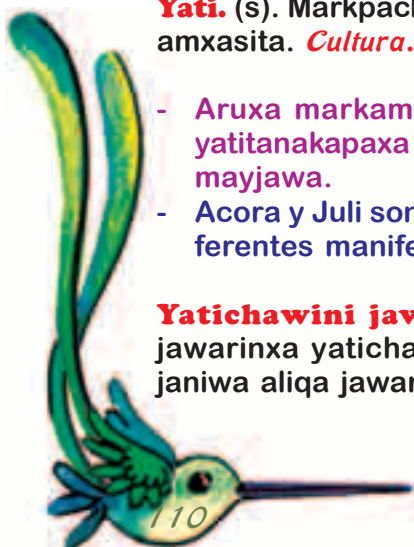 Yati. (s). Markpach
amxasita. Cultura.
- Aruxa markam
yatitanakapaxa
mayjawa.
- Acora y Juli son
ferentes manife
Yatichawini jaw
jawarinxa yaticha
janiwa aliqa jawar
110